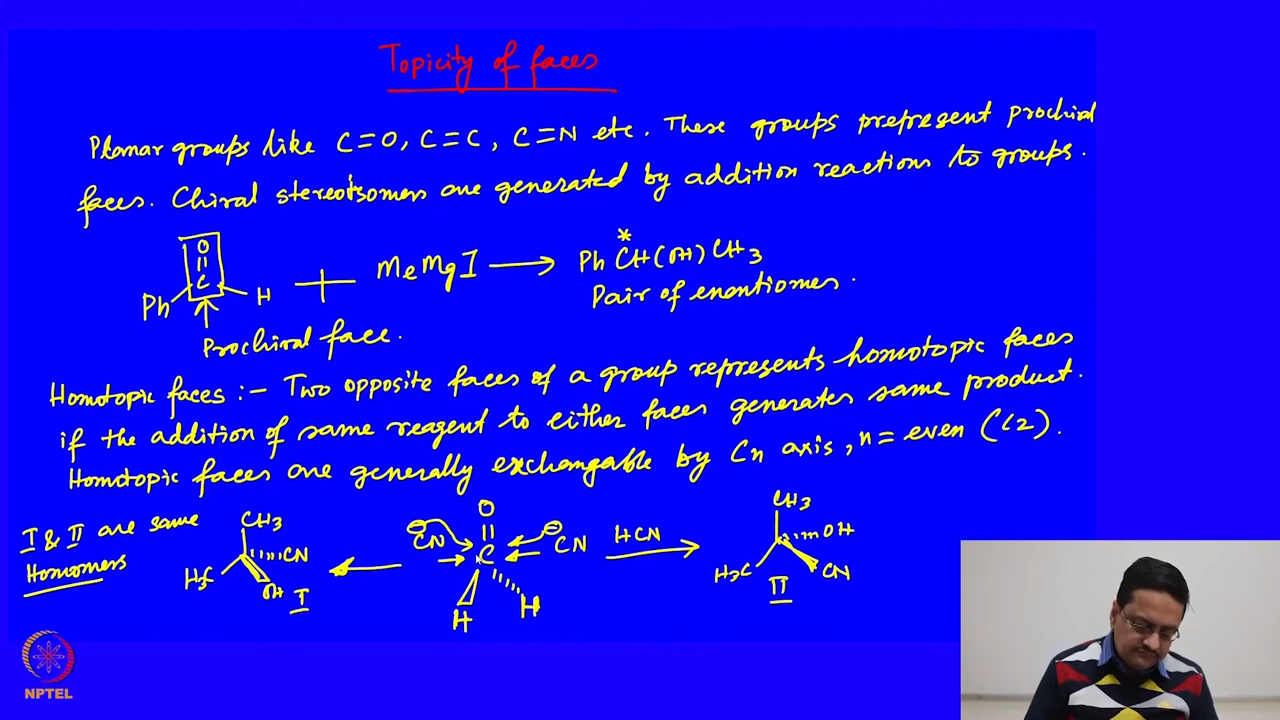 Topicity of faces
Planar groups like C=O, C=C, C=N etc. These groups prepresent prochiral
faces. Chiral stereoisomers are generated by addition reactions to groups.
O
C
Ph H + MeMgI → Ph C*H(OH)CH3
Pair of enantiomers.
Prochiral face.
Homotopic faces :- Two opposite faces of a group represents homotopic faces
if the addition of same reagent to either faces generates same product.
Homotopic faces are generally exchangable by Cn axis, n = even (C2).
I & II are same
Homomers
CH3
H3C CN
OH I
O
⊖CN C ⊖CN
H H
HCN
CH3
OH
H3C CN
II
NPTEL